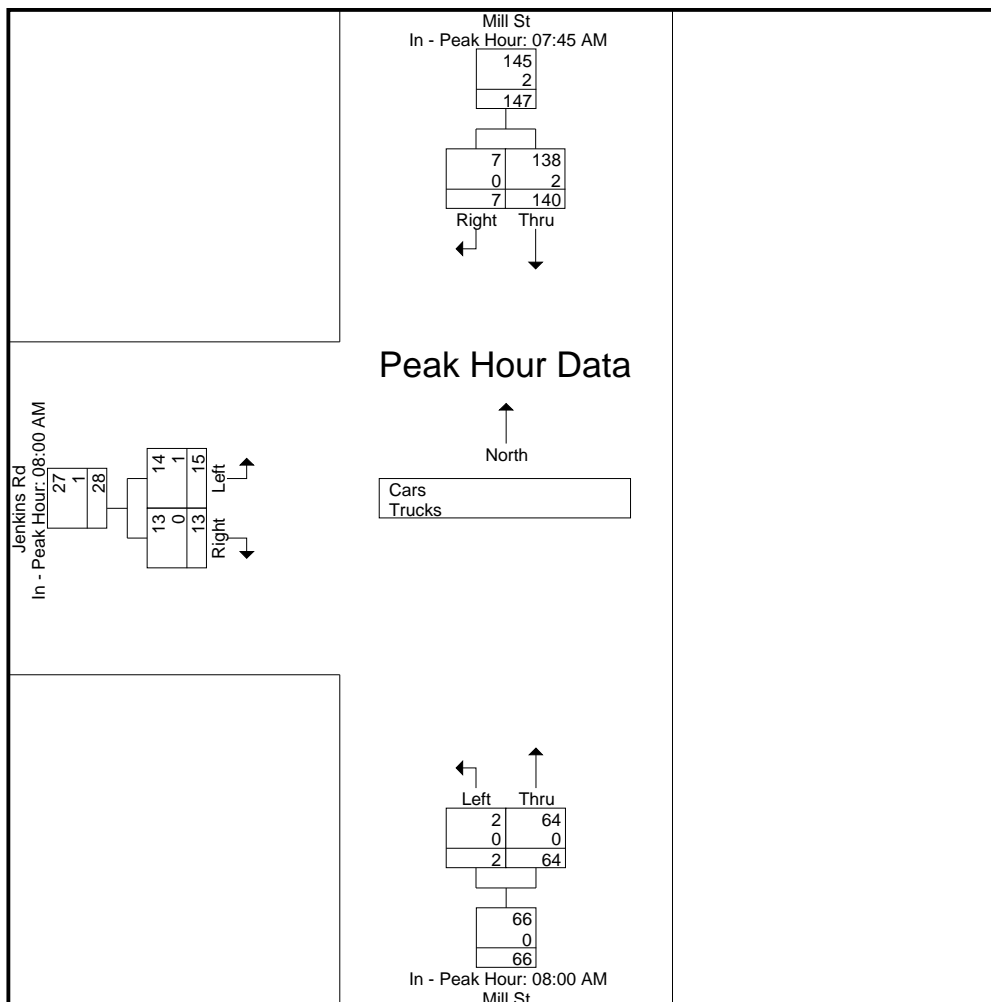 Mill St
In - Peak Hour: 07:45 AM
145
2
147
7 138
0 2
7 140
Right Thru
Peak Hour Data
North
Cars
Trucks
Jenkins Rd
In - Peak Hour: 08:00 AM
27
1
28
14
1
15
Left
13
0
13
Right
Left Thru
2 64
0 0
2 64
66
0
66
In - Peak Hour: 08:00 AM
Mill St